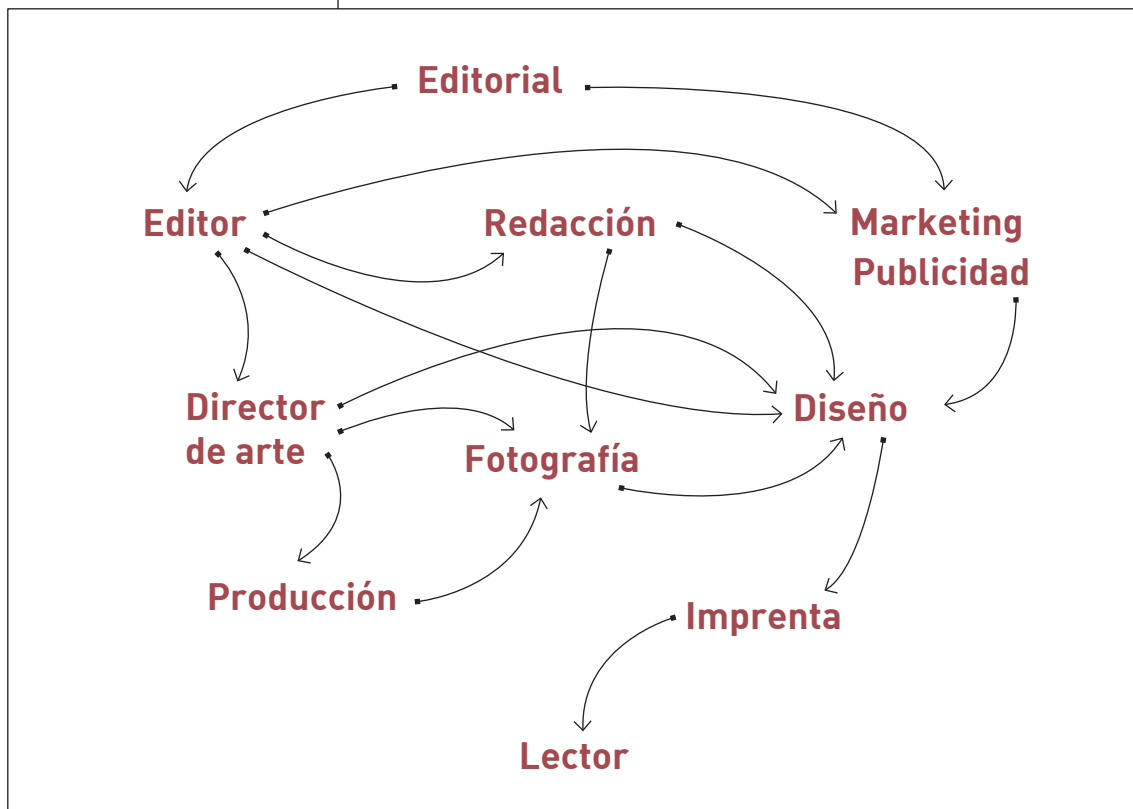 Editorial
Editor
Redacción
Marketing
Publicidad
Director
de arte
Diseño
Fotografía
Producción
Imprenta
Lector